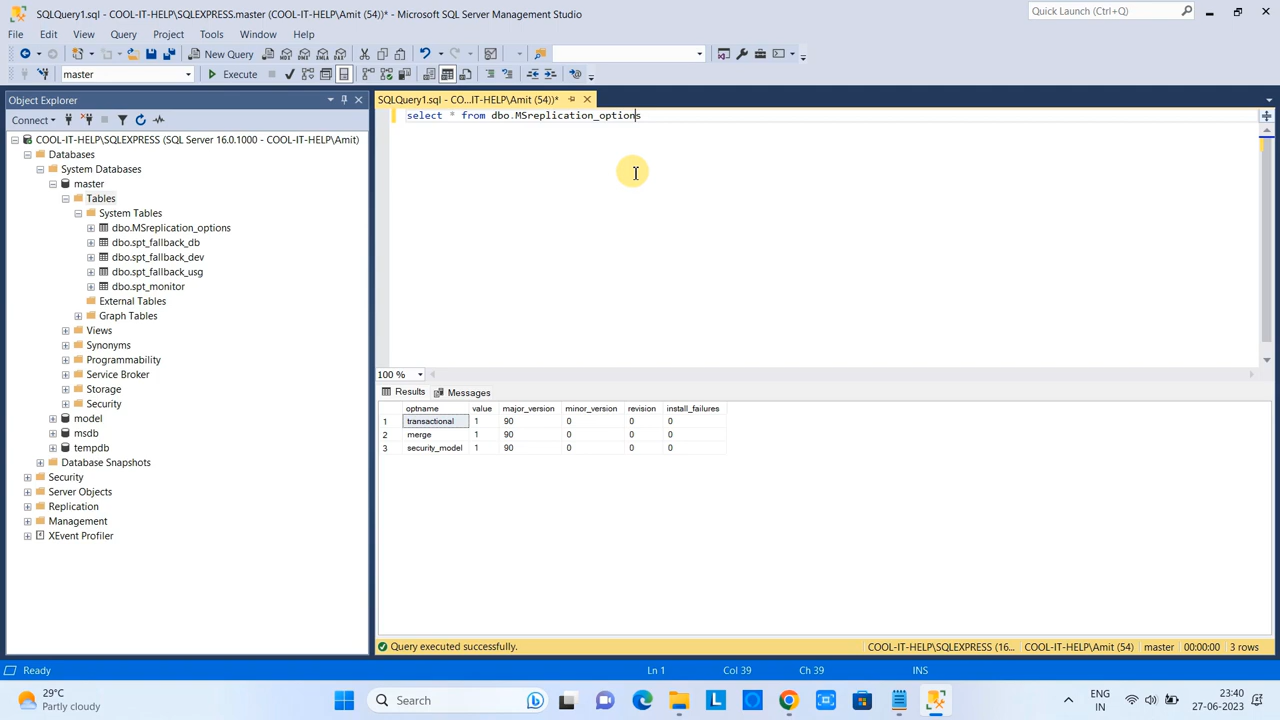 SQLQuery1.sql - COOL-IT-HELP\SQLEXPRESS.master (COOL-IT-HELP\Amit (54))* - Microsoft SQL Server Management Studio
Quick Launch (Ctrl+Q)
File Edit View Query Project Tools Window Help
New Query
master
Execute
Object Explorer
SQLQuery1.sql - CO...IT-HELP\Amit (54))*
Connect
select * from dbo.MSreplication_options
COOL-IT-HELP\SQLEXPRESS (SQL Server 16.0.1000 - COOL-IT-HELP\Amit)
Databases
System Databases
master
Tables
System Tables
dbo.MSreplication_options
dbo.spt_fallback_db
dbo.spt_fallback_dev
dbo.spt_fallback_usg
dbo.spt_monitor
External Tables
Graph Tables
Views
Synonyms
Programmability
Service Broker
Storage
Security
model
msdb
tempdb
Database Snapshots
Security
Server Objects
Replication
Management
XEvent Profiler
100 %
Results Messages
optname value major_version minor_version revision install_failures
1 transactional 1 90 0 0 0
2 merge 1 90 0 0 0
3 security_model 1 90 0 0 0
Query executed successfully.
COOL-IT-HELP\SQLEXPRESS (16... COOL-IT-HELP\Amit (54) master 00:00:00 3 rows
Ready
Ln 1 Col 39 Ch 39 INS
29°C
Partly cloudy
Search
ENG
IN
23:40
27-06-2023